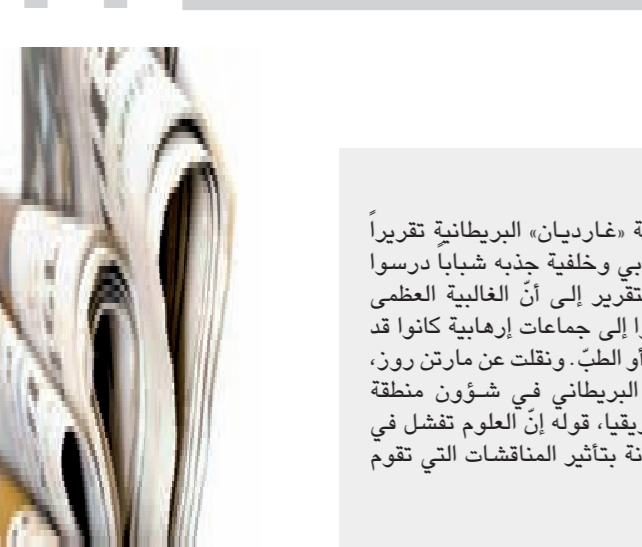 ة «غارديان» البريطانية تقريراً
بي وخلفية جذبه شباباً درسوا
تقرير إلى أنّ الغالبية العظمى
وا إلى جماعات إرهابية كانوا قد
أو الطبّ. ونقلت عن مارتن روز،
البريطاني في شؤون منطقة
ريقيا، قوله إنّ العلوم تفشل في
انة بتأثير المناقشات التي تقوم